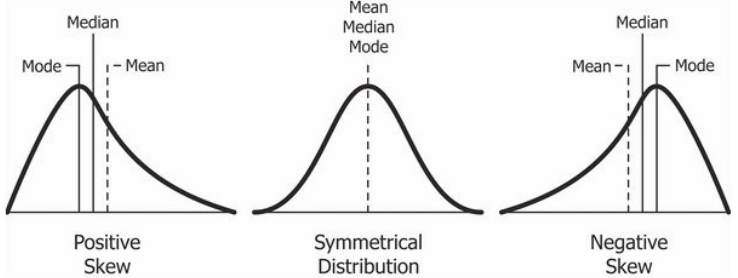 Median
Mode
Mean
Positive
Skew
Mean
Median
Mode
Symmetrical
Distribution
Median
Mean
Mode
Negative
Skew